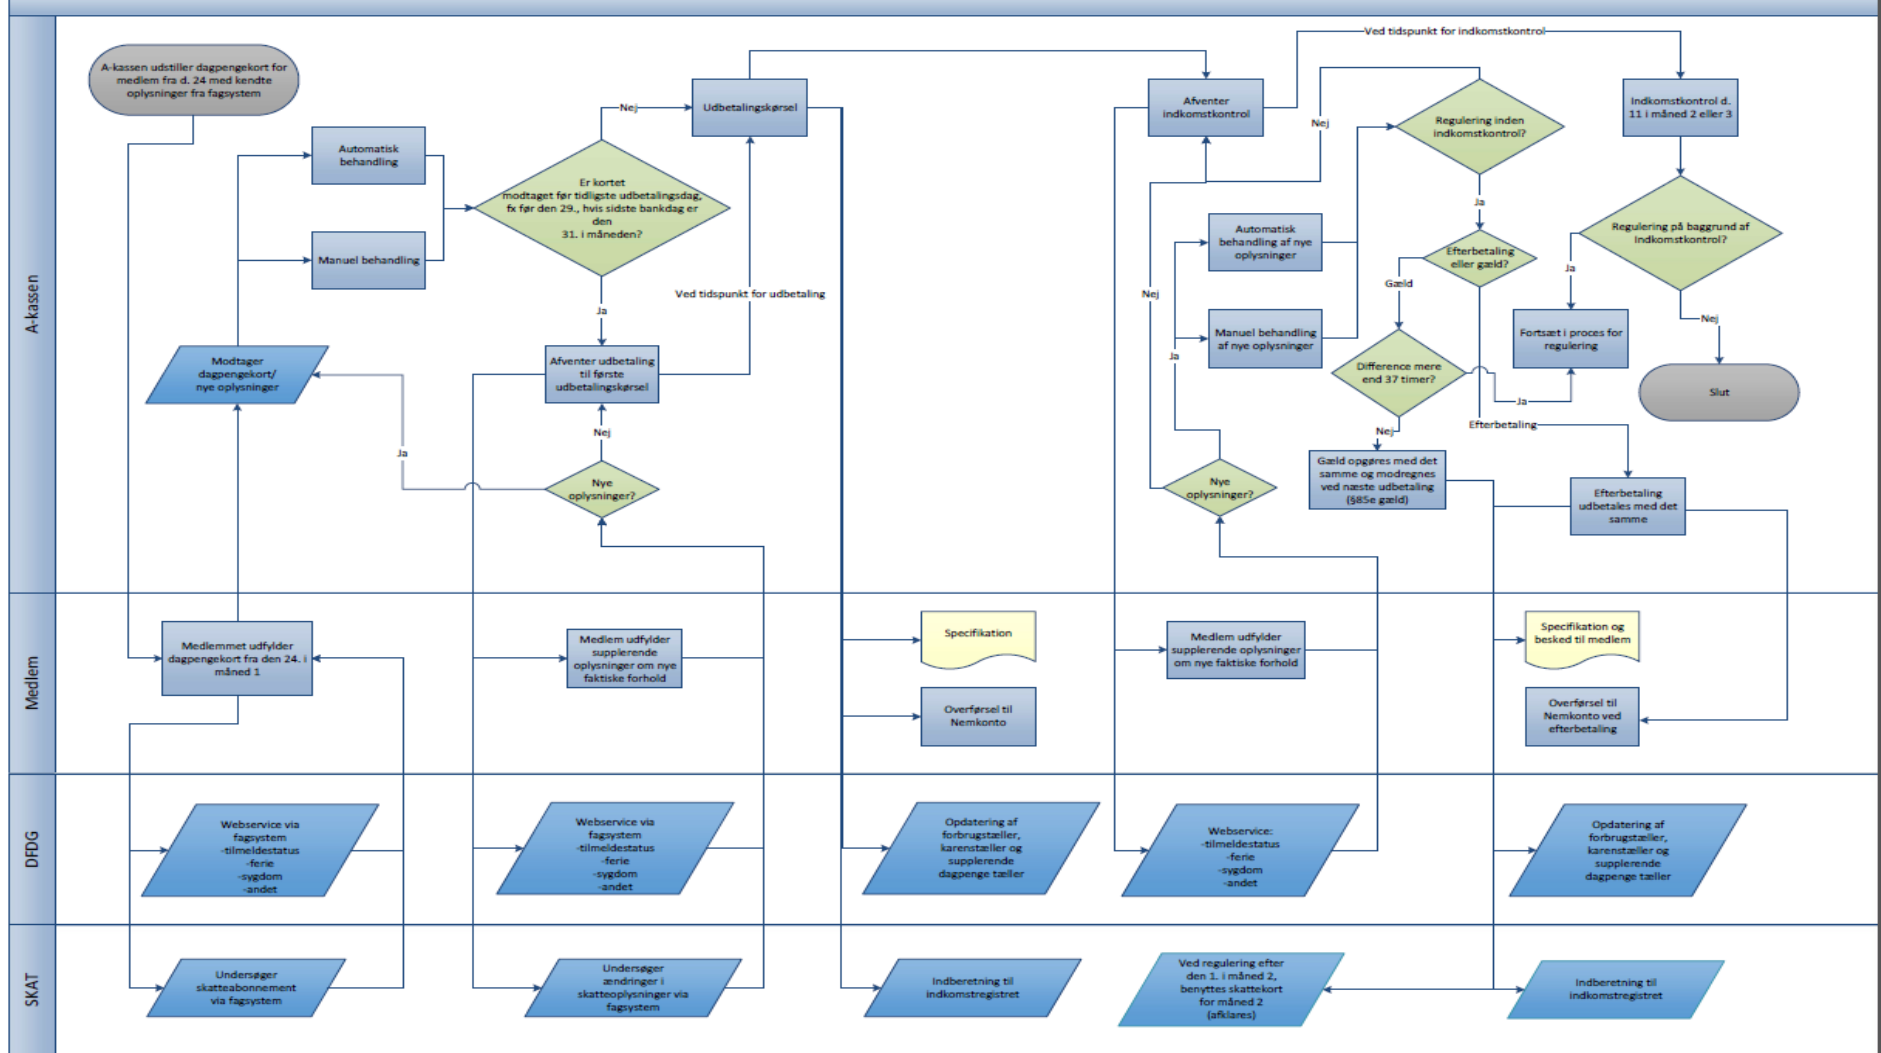 A-kassen
A-kassen udstiller dagpengekort for
medlem fra d. 24 med kendte
oplysninger fra fagsystem
Automatisk
behandling
Manuel behandling
Modtager
dagpengekort/
nye oplysninger
Nej
Er kortet
modtaget før tidligste udbetalingsdag,
fx før den 29., hvis sidste bankdag er
den
31. i måneden?
Ja
Afventer udbetaling
til første
udbetalingskørsel
Nej
Ja
Nye
oplysninger?
Udbetalingskørsel
Ved tidspunkt for udbetaling
Afventer
indkomstkontrol
Ved tidspunkt for indkomstkontrol
Nej
Regulering inden
indkomstkontrol?
Ja
Automatisk
behandling af nye
oplysninger
Manuel behandling
af nye oplysninger
Nej
Ja
Nye
oplysninger?
Efterbetaling
eller gæld?
Gæld
Difference mere
end 37 timer?
Ja
Nej
Efterbetaling
Gæld opgøres med det
samme og modregnes
ved næste udbetaling
(§85e gæld)
Efterbetaling
udbetales med det
samme
Indkomstkontrol d.
11 i måned 2 eller 3
Regulering på baggrund af
indkomstkontrol?
Ja
Nej
Fortsæt i proces for
regulering
Slut
Medlem
Medlemmet udfylder
dagpengekort fra den 24. i
måned 1
Medlem udfylder
supplerende
oplysninger om nye
faktiske forhold
Specifikation
Overførsel til
Nemkonto
Medlem udfylder
supplerende oplysninger
om nye faktiske forhold
Specifikation og
besked til medlem
Overførsel til
Nemkonto ved
efterbetaling
DFDG
Webservice via
fagsystem
-tilmeldestatus
-ferie
-sygdom
-andet
Webservice via
fagsystem
-tilmeldestatus
-ferie
-sygdom
-andet
Opdatering af
forbrugstæller,
karenstæller og
supplerende
dagpenge tæller
Webservice:
-tilmeldestatus
-ferie
-sygdom
-andet
Opdatering af
forbrugstæller,
karenstæller og
supplerende
dagpenge tæller
SKAT
Undersøger
skatteabonnement
via fagsystem
Undersøger
ændringer i
skatteoplysninger via
fagsystem
Indberetning til
indkomstregistret
Ved regulering efter
den 1. i måned 2,
benyttes skattekort
for måned 2
(afklares)
Indberetning til
indkomstregistret